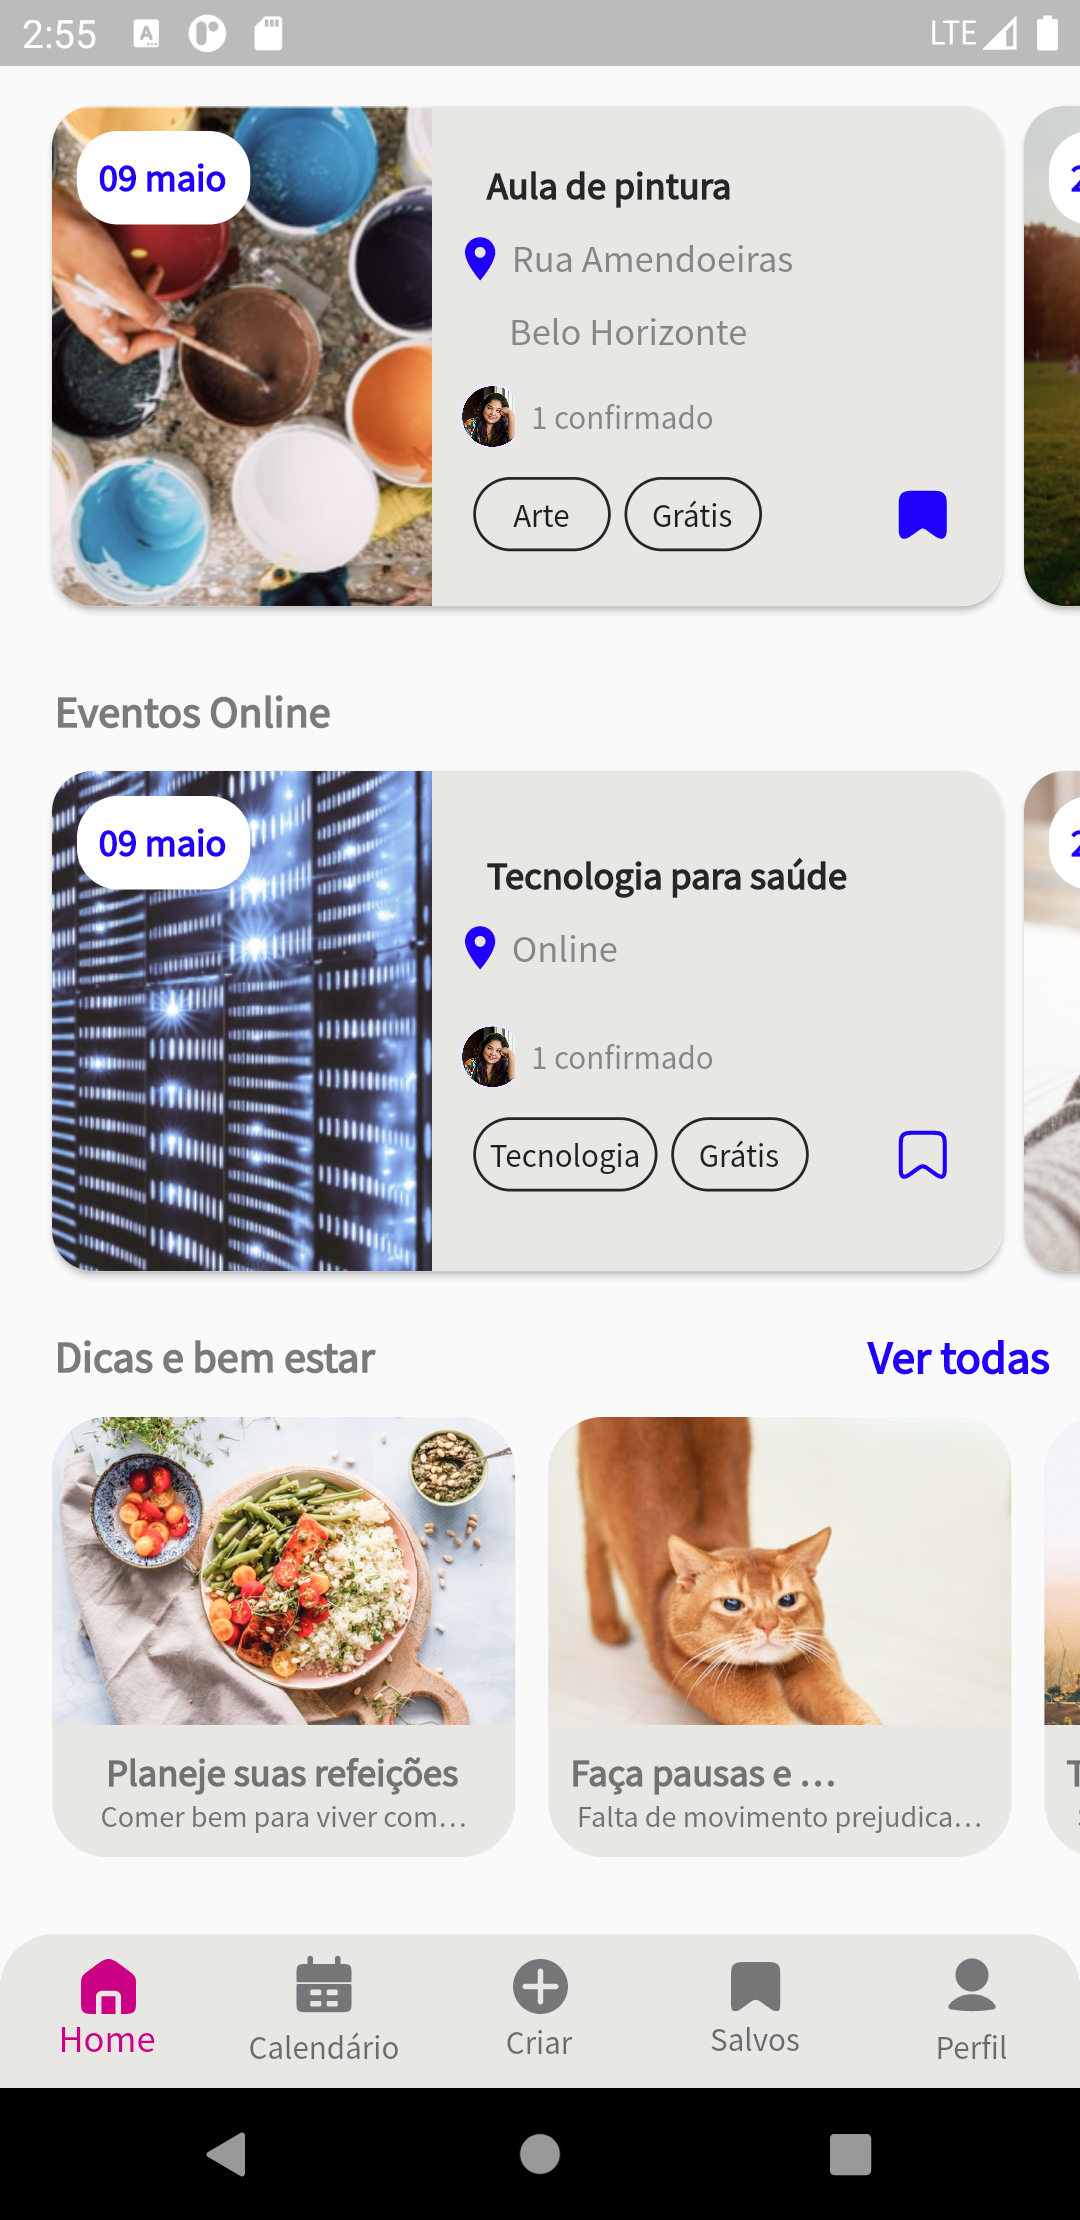 2:55
LTE
09 maio
Aula de pintura
Rua Amendoeiras
Belo Horizonte
1 confirmado
Arte
Grátis
Eventos Online
09 maio
Tecnologia para saúde
Online
1 confirmado
Tecnologia
Grátis
Dicas e bem estar
Ver todas
Planeje suas refeições
Comer bem para viver com...
Faça pausas e ...
Falta de movimento prejudica...
Home
Calendário
Criar
Salvos
Perfil